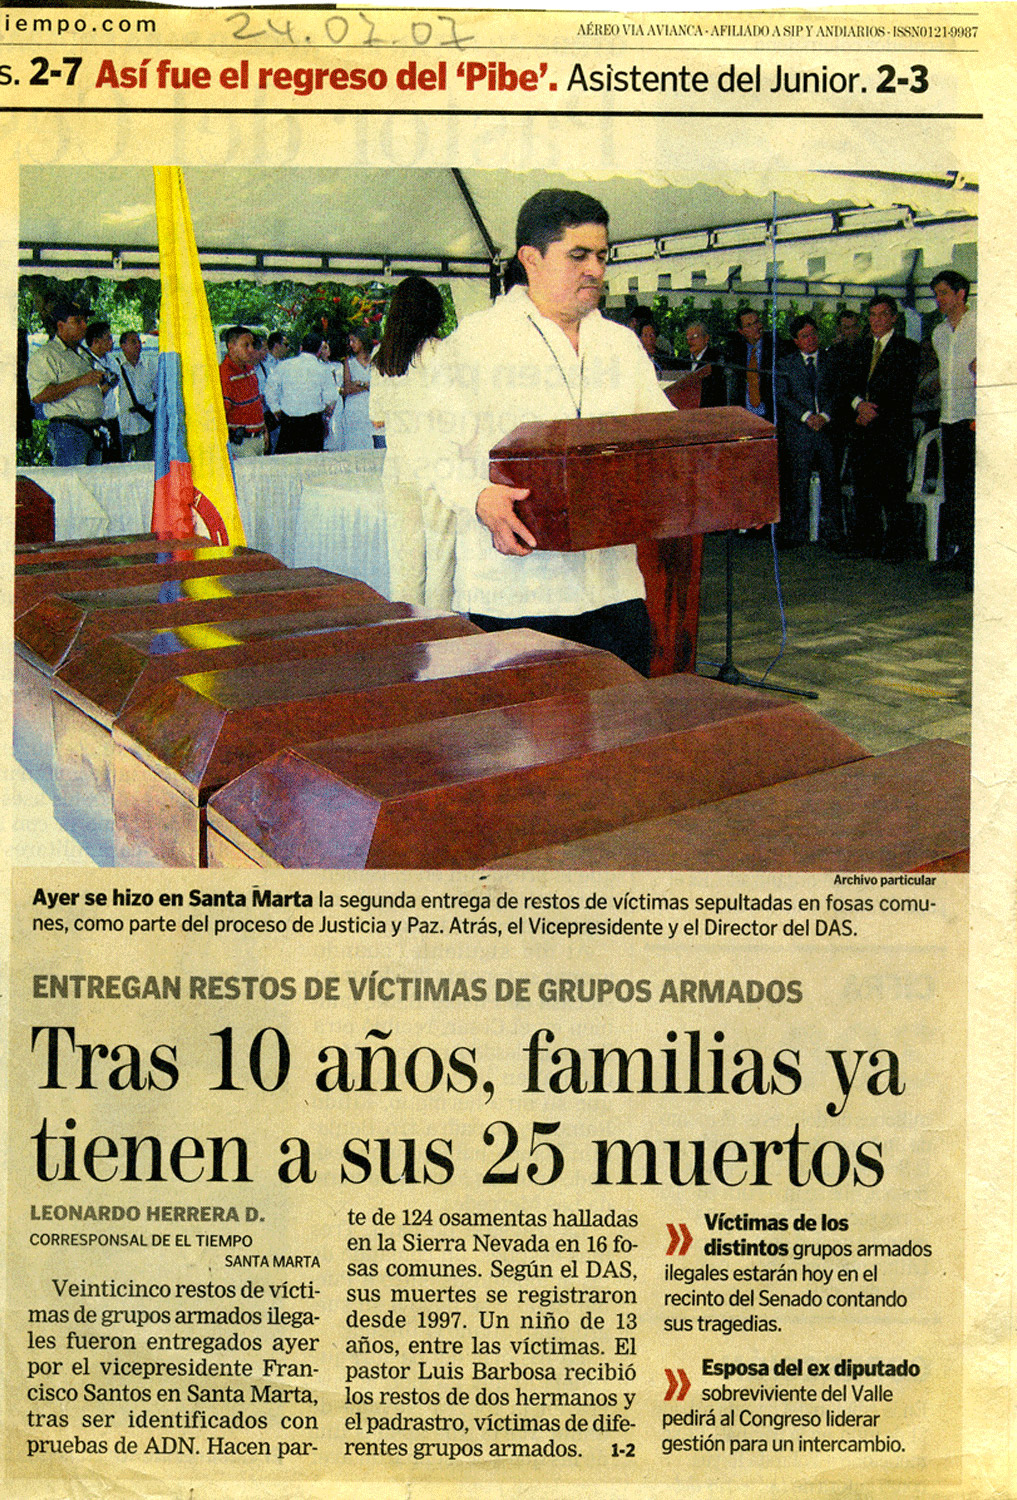 iempo.com
24.07.07
AÉREO VIA AVIANCA - AFILIADO A SIP Y ANDIARIOS - ISSN0121-9987
s. 2-7 Así fue el regreso del ‘Pibe’. Asistente del Junior. 2-3
Archivo particular
Ayer se hizo en Santa Marta la segunda entrega de restos de víctimas sepultadas en fosas comu-
nes, como parte del proceso de Justicia y Paz. Atrás, el Vicepresidente y el Director del DAS.
ENTREGAN RESTOS DE VÍCTIMAS DE GRUPOS ARMADOS
Tras 10 años, familias ya
tienen a sus 25 muertos
LEONARDO HERRERA D.
CORRESPONSAL DE EL TIEMPO
SANTA MARTA
Veinticinco restos de vícti-
mas de grupos armados ilega-
les fueron entregados ayer
por el vicepresidente Fran-
cisco Santos en Santa Marta,
tras ser identificados con
pruebas de ADN. Hacen par-
te de 124 osamentas halladas
en la Sierra Nevada en 16 fo-
sas comunes. Según el DAS,
sus muertes se registraron
desde 1997. Un niño de 13
años, entre las víctimas. El
pastor Luis Barbosa recibió
los restos de dos hermanos y
el padrastro, víctimas de dife-
rentes grupos armados. 1-2
Víctimas de los
distintos grupos armados
ilegales estarán hoy en el
recinto del Senado contando
sus tragedias.
Esposa del ex diputado
sobreviviente del Valle
pedirá al Congreso liderar
gestión para un intercambio.